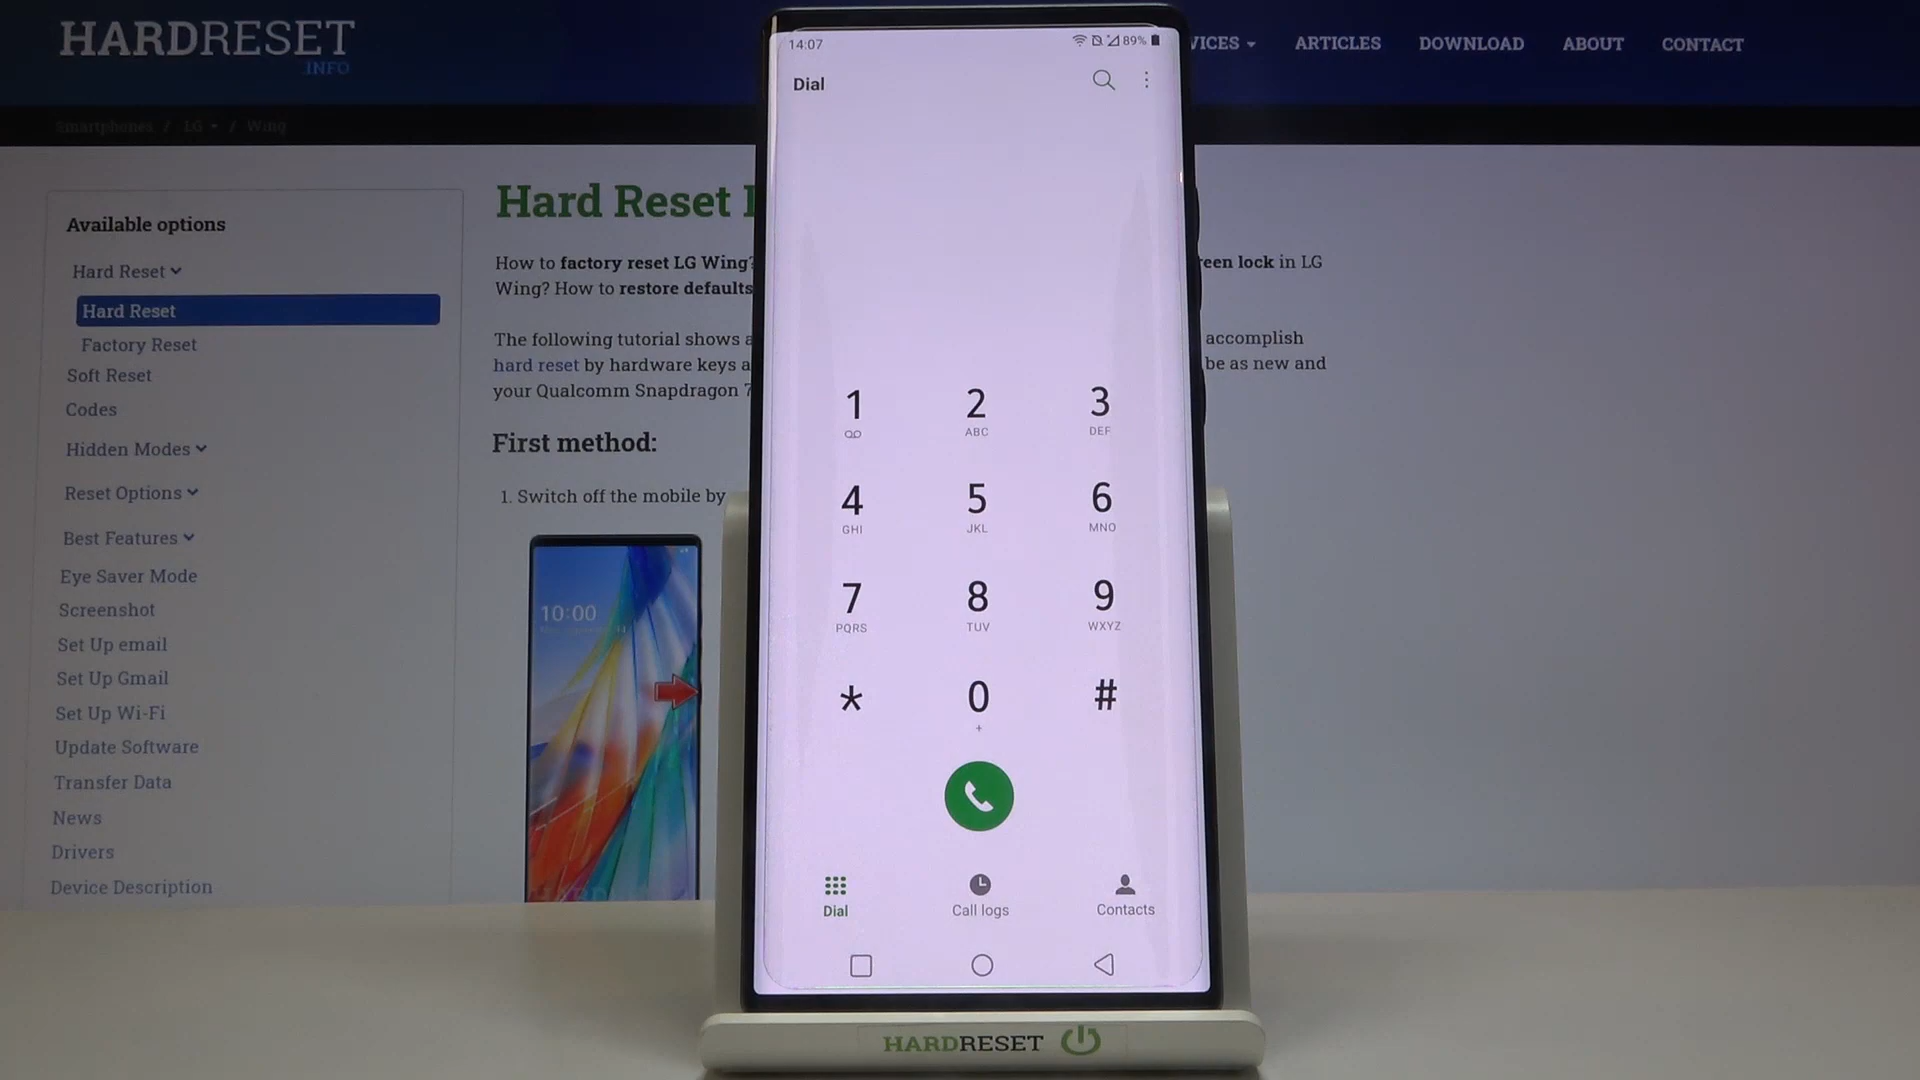 HARDRESET
.INFO
VICES ARTICLES DOWNLOAD ABOUT CONTACT
Smartphones / LG / Wing
Available options
Hard Reset
Hard Reset
Factory Reset
Soft Reset
Codes
Hidden Modes
Reset Options
Best Features
Eye Saver Mode
Screenshot
Set Up email
Set Up Gmail
Set Up Wi-Fi
Update Software
Transfer Data
News
Drivers
Device Description
Hard Reset
How to factory reset LG Wing? een lock in LG
Wing? How to restore defaults
The following tutorial shows a accomplish
hard reset by hardware keys a be as new and
your Qualcomm Snapdragon 7
First method:
1. Switch off the mobile by
10:00
14:07 89%
Dial
1 2 3
ABC DEF
4 5 6
GHI JKL MNO
7 8 9
PQRS TUV WXYZ
* 0 #
+
Dial Call logs Contacts
HARDRESET